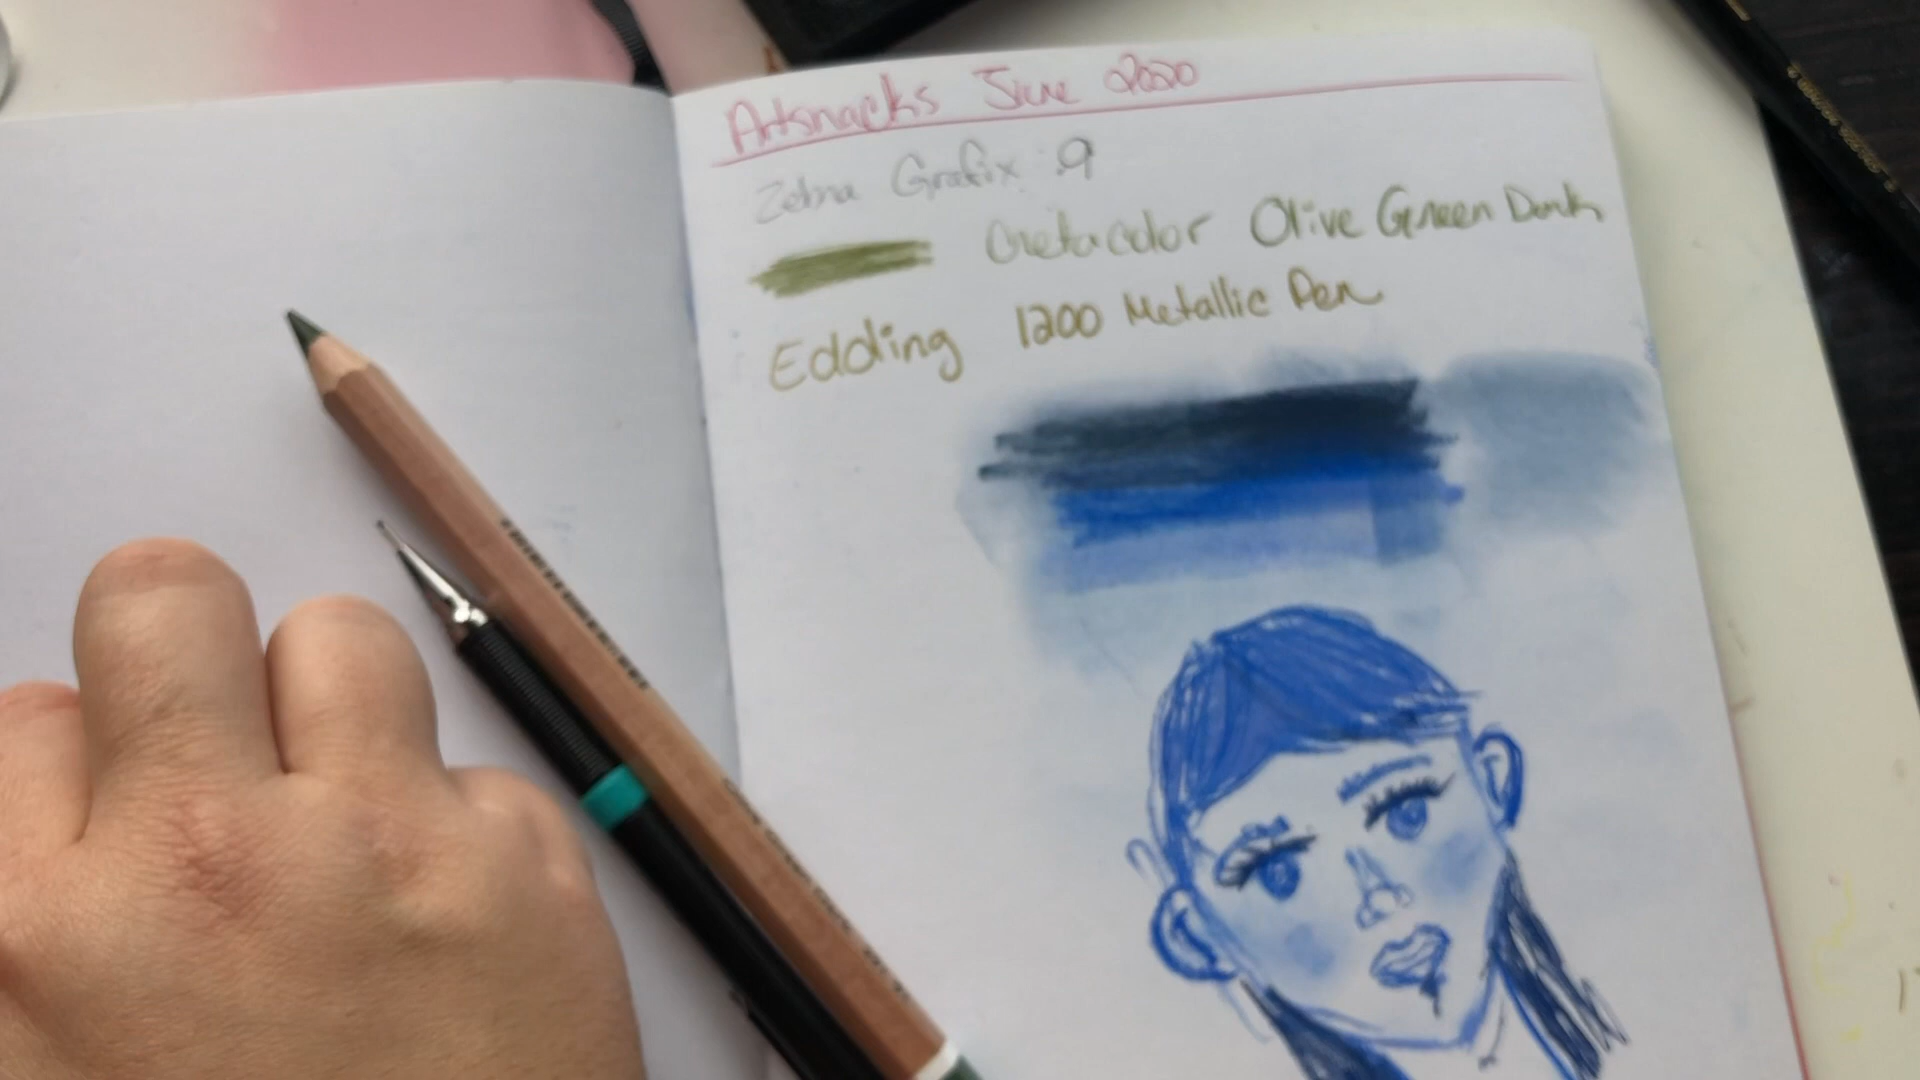 Artsnacks June 2020
Zebra Grafix .9
Cretacolor Olive Green Dark
Edding 1200 Metallic Pen